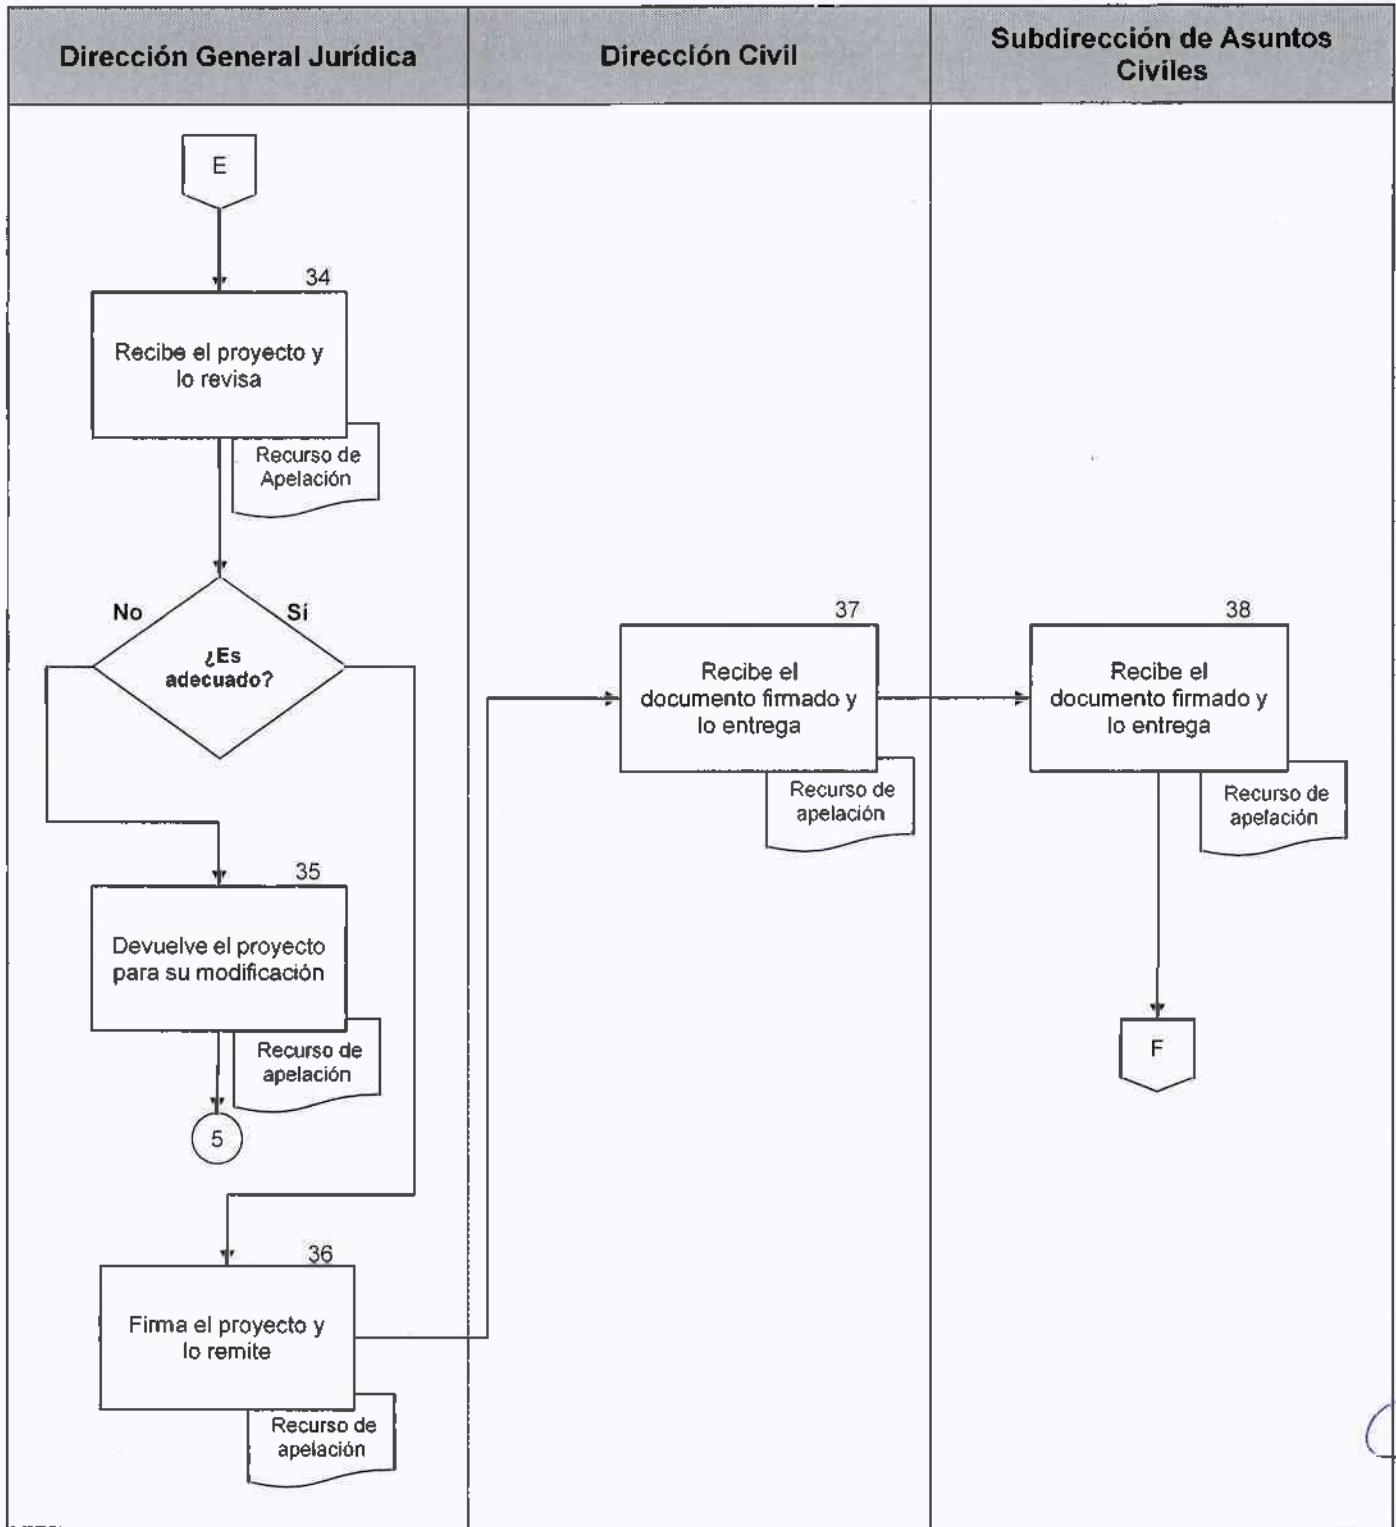 Dirección General Jurídica
Dirección Civil
Subdirección de Asuntos
Civiles
E
34
Recibe el proyecto y
lo revisa
Recurso de
Apelación
No
Sí
¿Es
adecuado?
35
Devuelve el proyecto
para su modificación
Recurso de
apelación
5
36
Firma el proyecto y
lo remite
Recurso de
apelación
37
Recibe el
documento firmado y
lo entrega
Recurso de
apelación
38
Recibe el
documento firmado y
lo entrega
Recurso de
apelación
F